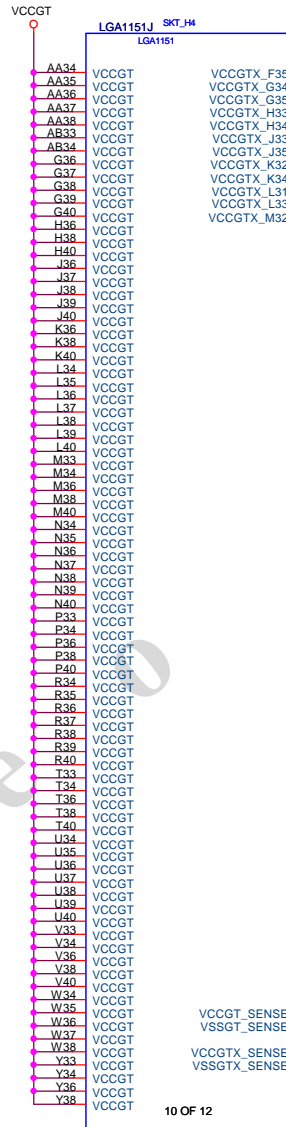 VCCGT
LGA1151J SKT_H4
LGA1151
AA34 VCCGT VCCGTX_F35
AA35 VCCGT VCCGTX_G34
AA36 VCCGT VCCGTX_G35
AA37 VCCGT VCCGTX_H33
AA38 VCCGT VCCGTX_H34
AB33 VCCGT VCCGTX_J33
AB34 VCCGT VCCGTX_J35
G36 VCCGT VCCGTX_K32
G37 VCCGT VCCGTX_K34
G38 VCCGT VCCGTX_L31
G39 VCCGT VCCGTX_L33
G40 VCCGT VCCGTX_M32
H36 VCCGT
H38 VCCGT
H40 VCCGT
J36 VCCGT
J37 VCCGT
J38 VCCGT
J39 VCCGT
J40 VCCGT
K36 VCCGT
K38 VCCGT
K40 VCCGT
L34 VCCGT
L35 VCCGT
L36 VCCGT
L37 VCCGT
L38 VCCGT
L39 VCCGT
L40 VCCGT
M33 VCCGT
M34 VCCGT
M36 VCCGT
M38 VCCGT
M40 VCCGT
N34 VCCGT
N35 VCCGT
N36 VCCGT
N37 VCCGT
N38 VCCGT
N39 VCCGT
N40 VCCGT
P33 VCCGT
P34 VCCGT
P36 VCCGT
P38 VCCGT
P40 VCCGT
R34 VCCGT
R35 VCCGT
R36 VCCGT
R37 VCCGT
R38 VCCGT
R39 VCCGT
R40 VCCGT
T33 VCCGT
T34 VCCGT
T36 VCCGT
T38 VCCGT
T40 VCCGT
U34 VCCGT
U35 VCCGT
U36 VCCGT
U37 VCCGT
U38 VCCGT
U39 VCCGT
U40 VCCGT
V33 VCCGT
V34 VCCGT
V36 VCCGT
V38 VCCGT
V40 VCCGT
W34 VCCGT
W35 VCCGT VCCGT_SENSE
W36 VCCGT VSSGT_SENSE
W37 VCCGT
W38 VCCGT VCCGTX_SENSE
Y33 VCCGT VSSGTX_SENSE
Y34 VCCGT
Y36 VCCGT
Y38 VCCGT
10 OF 12